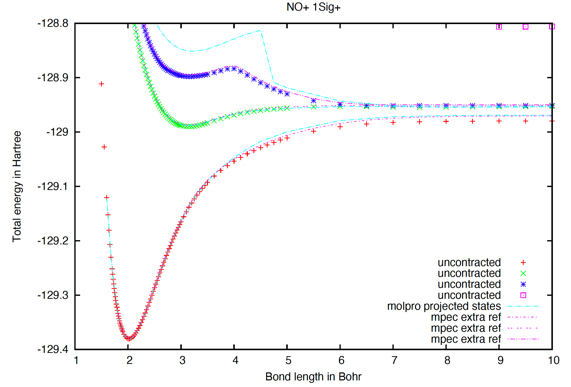 NO+ 1Sig+
-128.8
-128.9
-129
-129.1
-129.2
-129.3
-129.4
Total energy in Hartree
1 2 3 4 5 6 7 8 9 10
Bond length in Bohr
uncontracted
uncontracted
uncontracted
uncontracted
molpro projected states
mpec extra ref
mpec extra ref
mpec extra ref